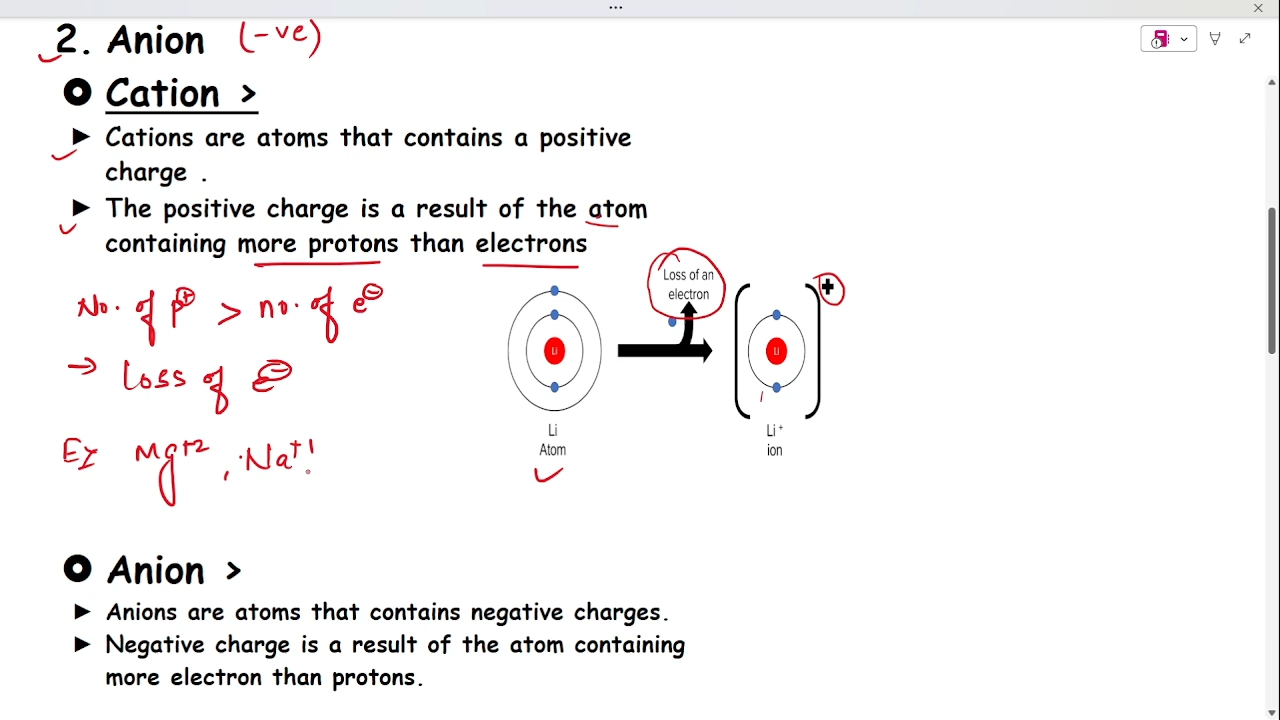 2. Anion (-ve)
Cation >
► Cations are atoms that contains a positive
charge .
► The positive charge is a result of the atom
containing more protons than electrons
No. of p⊕ > no. of e⊖
→ Loss of e⊖
Ex Mg+2, Na+1
Loss of an
electron
+
Li
Li
Li
Atom
Li +
ion
Anion >
► Anions are atoms that contains negative charges.
► Negative charge is a result of the atom containing
more electron than protons.